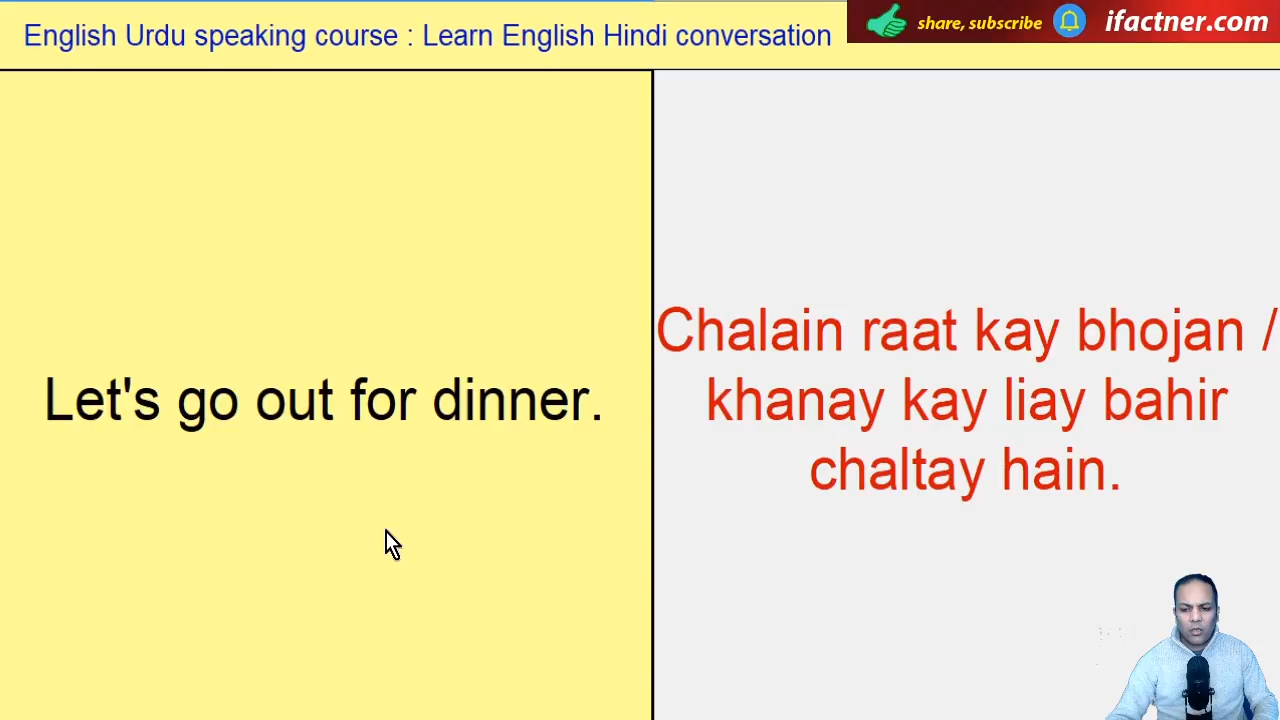 English Urdu speaking course : Learn English Hindi conversation
share, subscribe
ifactner.com
Let's go out for dinner.
Chalain raat kay bhojan /
khanay kay liay bahir
chaltay hain.